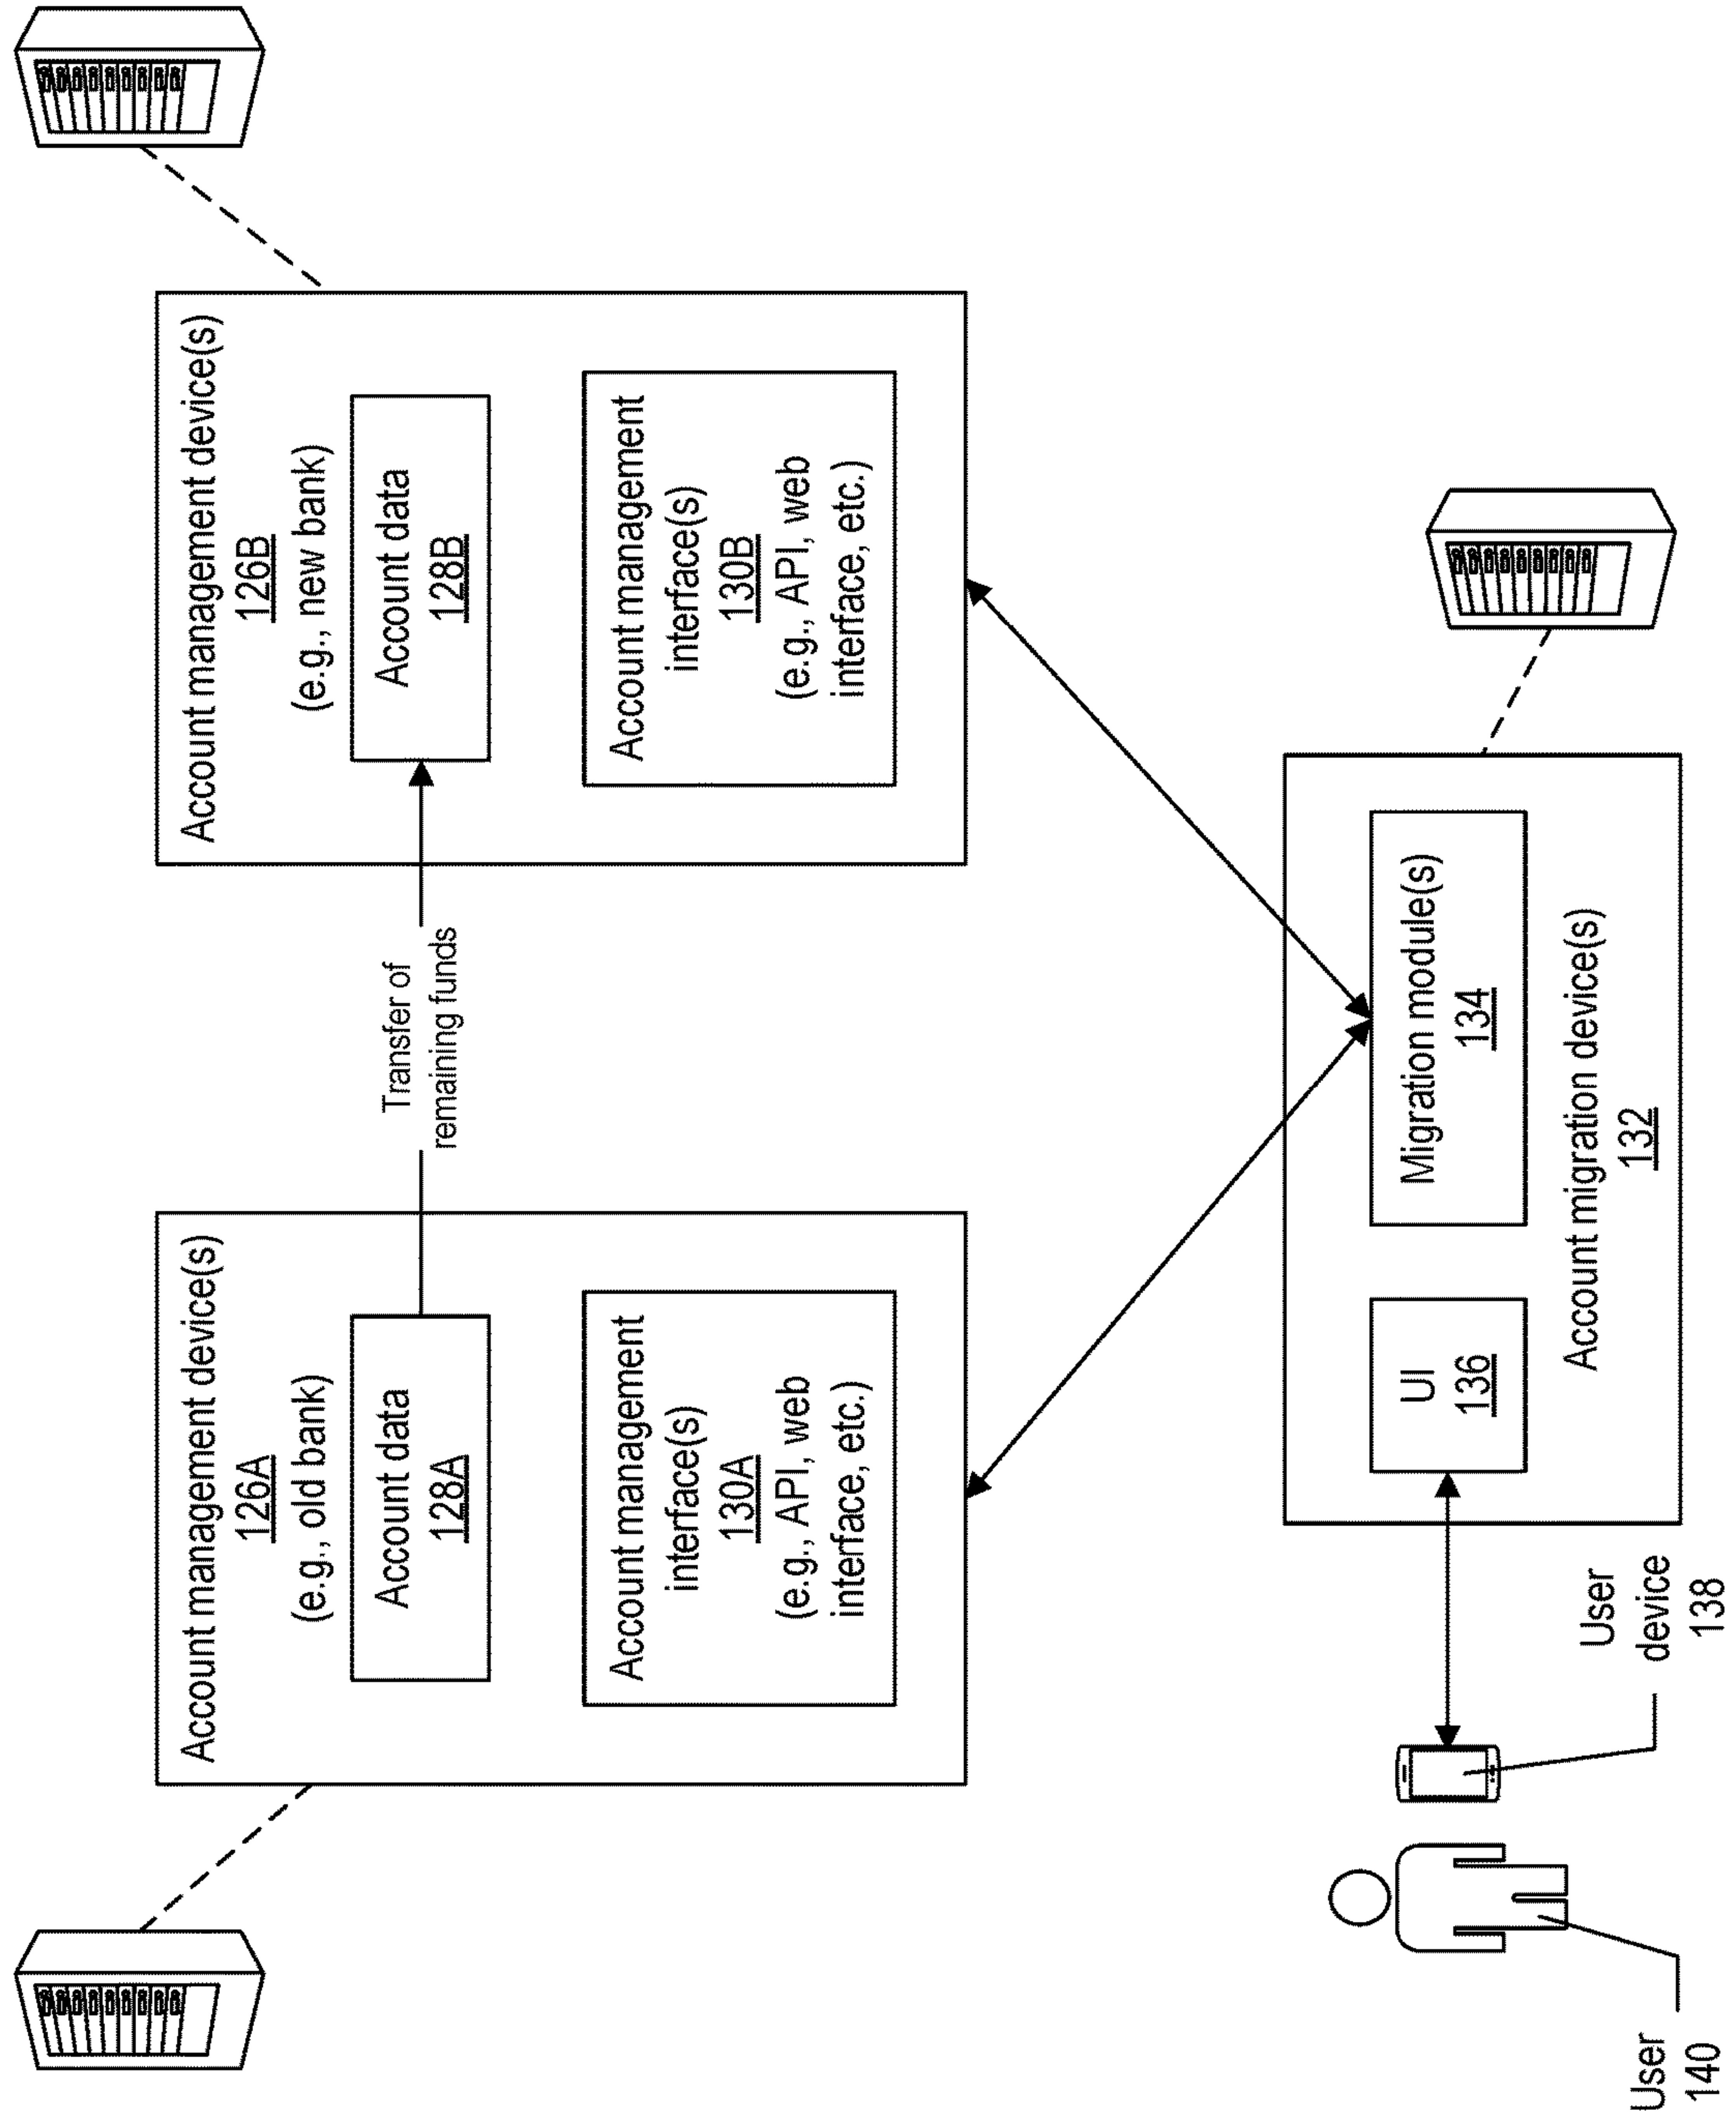 Account management device(s)
126A
(e.g., old bank)
Account data
128A
Account management
interface(s)
130A
(e.g., API, web
interface, etc.)
Transfer of
remaining funds
Account management device(s)
126B
(e.g., new bank)
Account data
128B
Account management
interface(s)
130B
(e.g., API, web
interface, etc.)
User
140
User
device
138
UI
136
Migration module(s)
134
Account migration device(s)
132